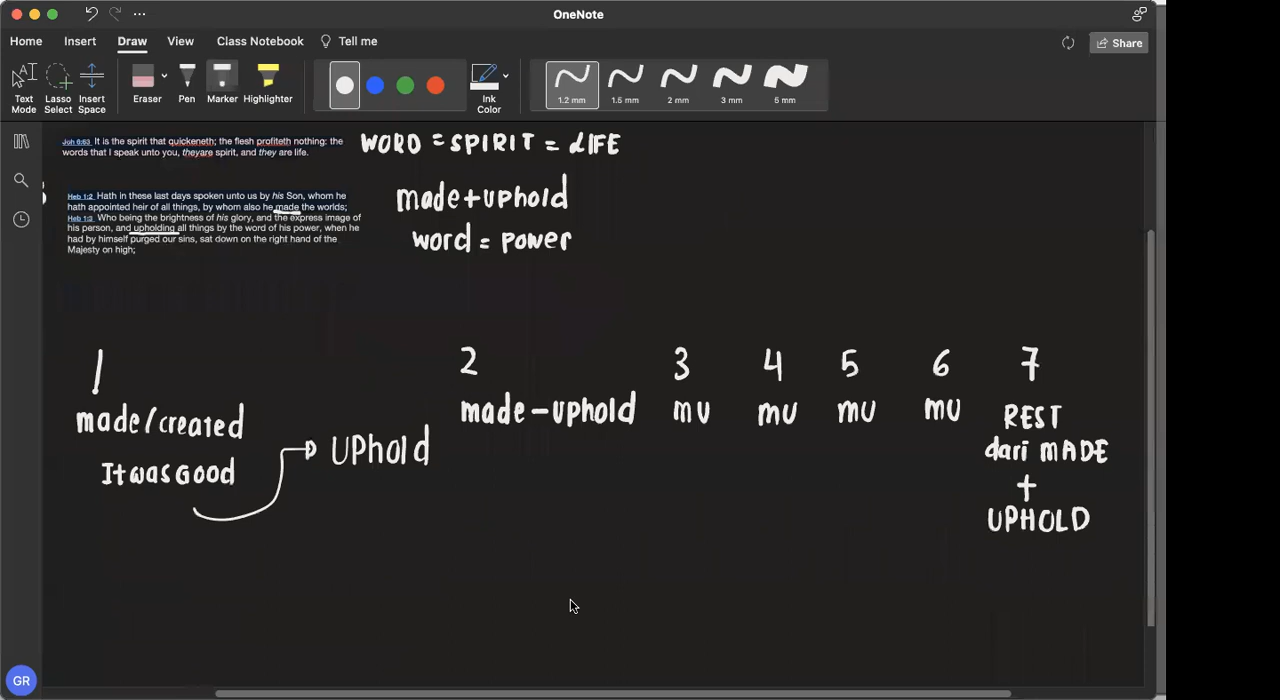 OneNote
Home Insert Draw View Class Notebook Tell me
Share
Text Mode
Lasso Select
Insert Space
Eraser
Pen
Marker
Highlighter
Ink Color
1.2 mm
1.5 mm
2 mm
3 mm
5 mm
Joh 6:63 It is the spirit that quickeneth; the flesh profiteth nothing: the
words that I speak unto you, theyare spirit, and they are life.
WORD = SPIRIT = LIFE
Heb 1:2 Hath in these last days spoken unto us by his Son, whom he
hath appointed heir of all things, by whom also he made the worlds;
Heb 1:3 Who being the brightness of his glory, and the express image of
his person, and upholding all things by the word of his power, when he
had by himself purged our sins, sat down on the right hand of the
Majesty on high;
made+uphold
word = power
1 2 3 4 5 6 7
made/created
It was Good
UPhold
made - uphold
mu
mu
mu
mu
REST
dari MADE
+
UPHOLD
GR